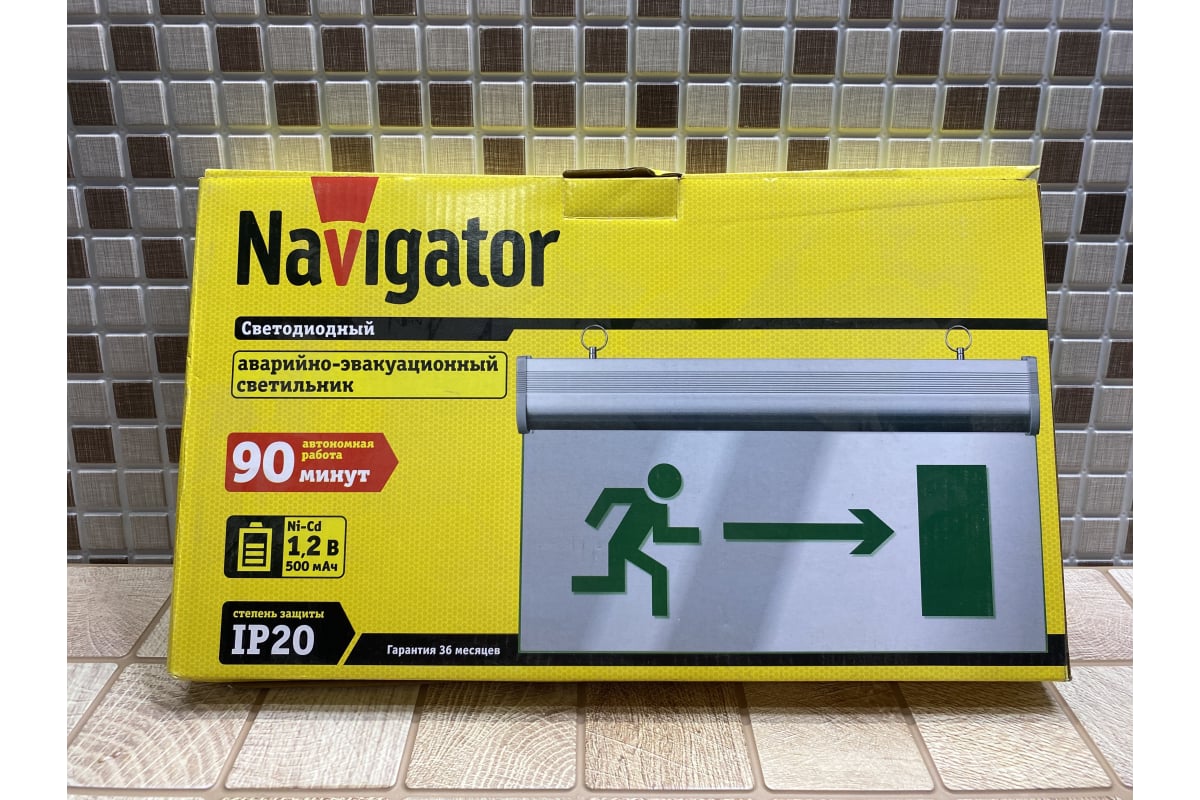 Navigator
Светодиодный
аварийно-эвакуационный
светильник
90 автономная
работа
минут
Ni-Cd
1,2 В
500 мАч
степень защиты
IP20
Гарантия 36 месяцев